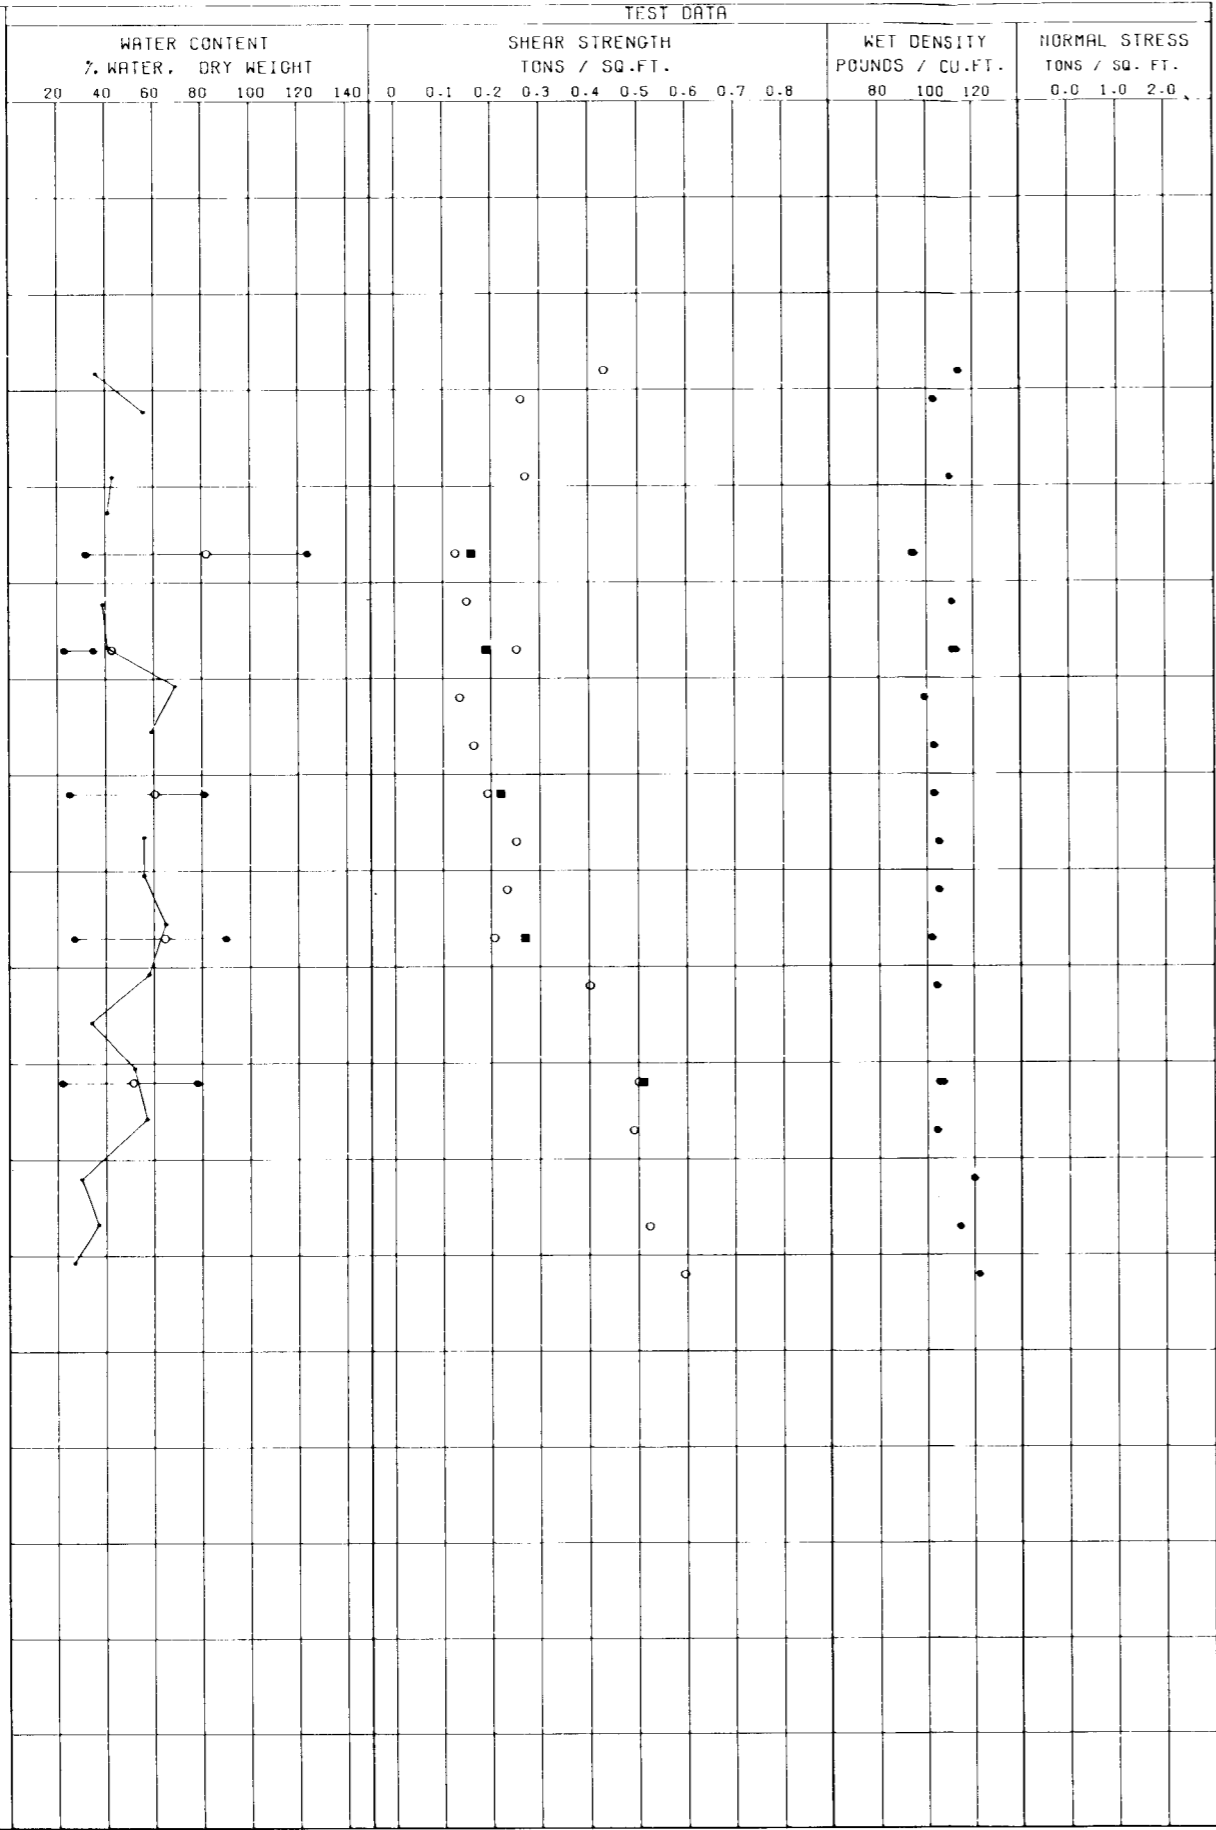 TEST DATA
WATER CONTENT
% WATER, DRY WEIGHT
20 40 60 80 100 120 140
SHEAR STRENGTH
TONS / SQ.FT.
0 0.1 0.2 0.3 0.4 0.5 0.6 0.7 0.8
WET DENSITY
POUNDS / CU.FT.
80 100 120
NORMAL STRESS
TONS / SQ. FT.
0.0 1.0 2.0